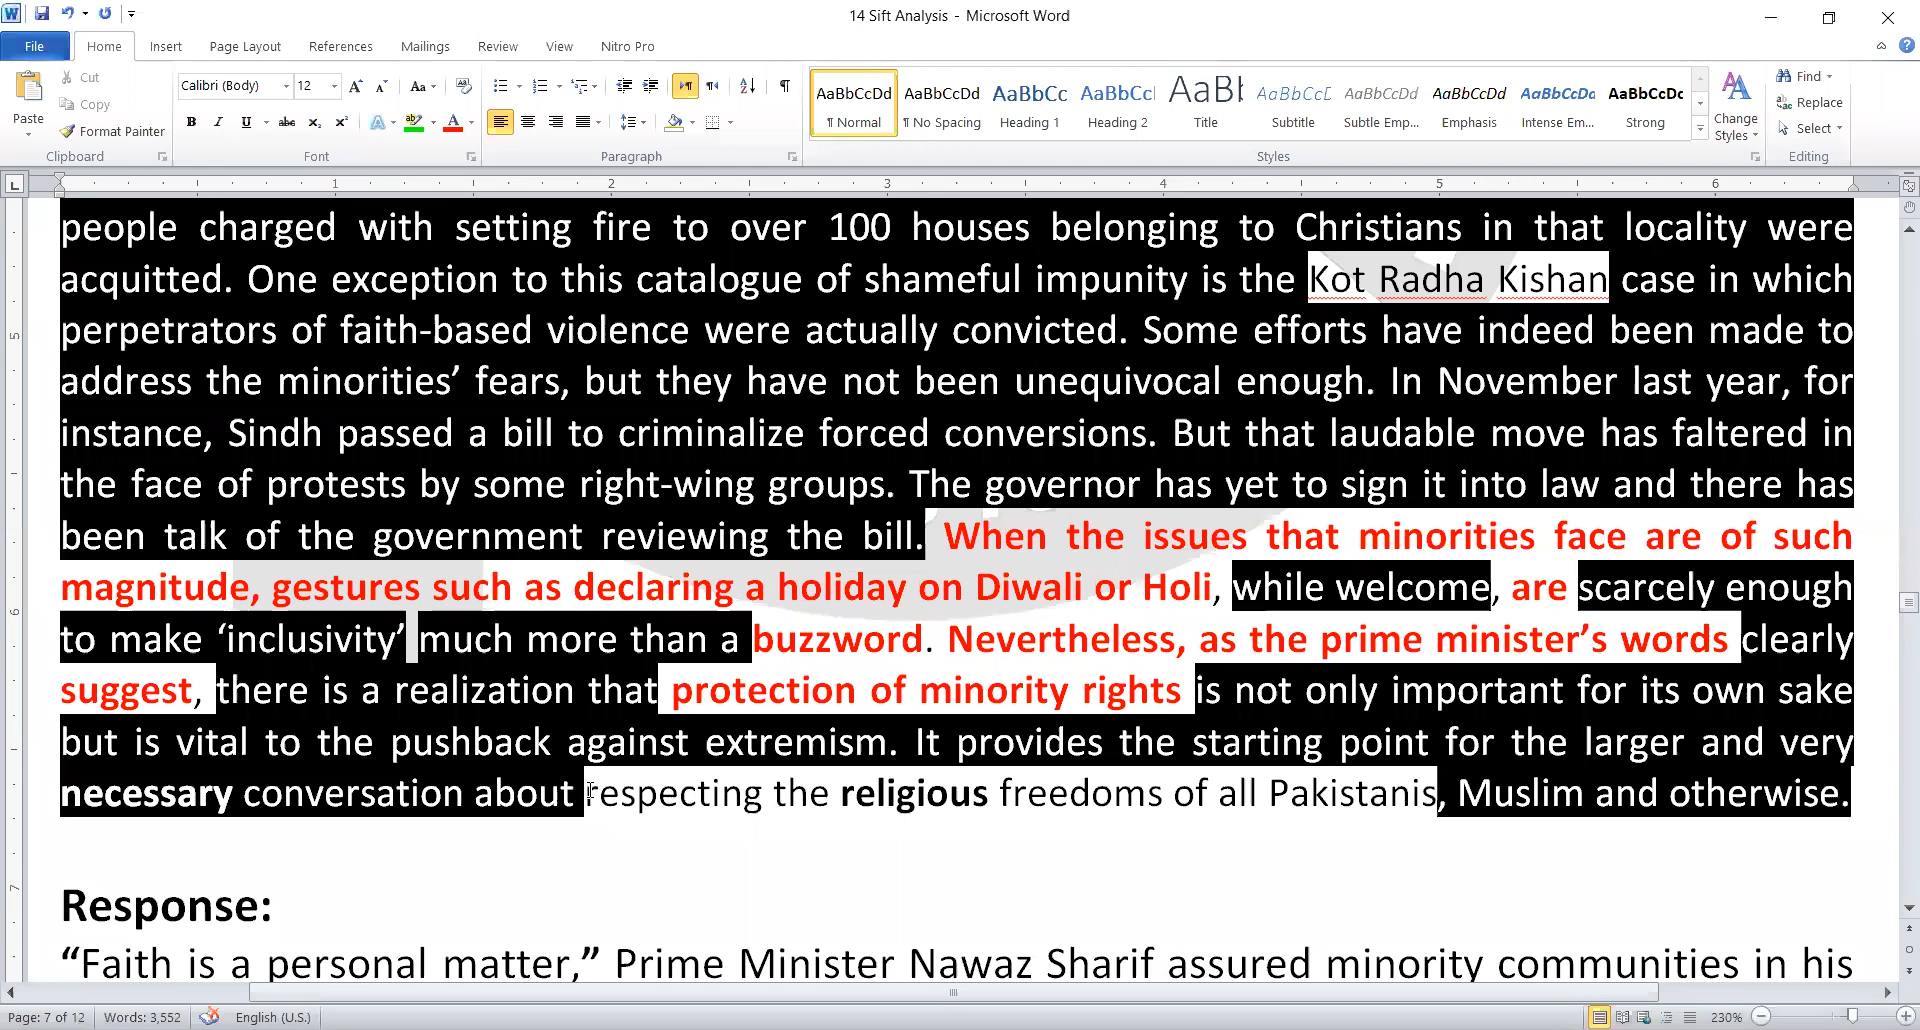 14 Sift Analysis - Microsoft Word
File Home Insert Page Layout References Mailings Review View Nitro Pro
Paste Cut Copy Format Painter Clipboard
Calibri (Body) 12 Font
Paragraph
AaBbCcDd ¶ Normal
AaBbCcDd ¶ No Spacing
AaBbCc Heading 1
AaBbCc Heading 2
AaBb Title
AaBbCcD Subtitle
AaBbCcDd Subtle Emp...
AaBbCcDd Emphasis
AaBbCcDd Intense Em...
AaBbCcDc Strong
Styles
Change Styles
Find Replace Select Editing
1 2 3 4 5 6
people charged with setting fire to over 100 houses belonging to Christians in that locality were
acquitted. One exception to this catalogue of shameful impunity is the Kot Radha Kishan case in which
perpetrators of faith-based violence were actually convicted. Some efforts have indeed been made to
address the minorities’ fears, but they have not been unequivocal enough. In November last year, for
instance, Sindh passed a bill to criminalize forced conversions. But that laudable move has faltered in
the face of protests by some right-wing groups. The governor has yet to sign it into law and there has
been talk of the government reviewing the bill. When the issues that minorities face are of such
magnitude, gestures such as declaring a holiday on Diwali or Holi, while welcome, are scarcely enough
to make ‘inclusivity’ much more than a buzzword. Nevertheless, as the prime minister’s words clearly
suggest, there is a realization that protection of minority rights is not only important for its own sake
but is vital to the pushback against extremism. It provides the starting point for the larger and very
necessary conversation about respecting the religious freedoms of all Pakistanis, Muslim and otherwise.
Response:
“Faith is a personal matter,” Prime Minister Nawaz Sharif assured minority communities in his
Page: 7 of 12 Words: 3,552 English (U.S.) 230%